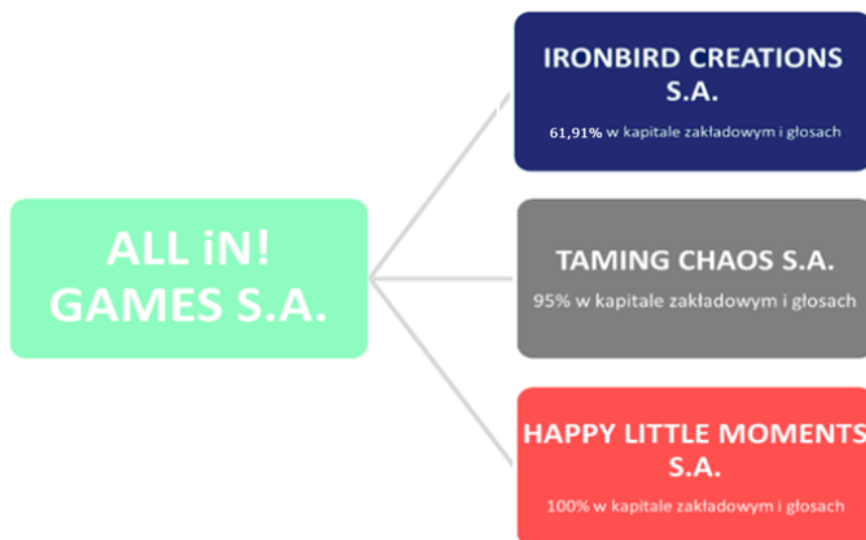 ALL iN!
GAMES S.A.
IRONBIRD CREATIONS
S.A.
61,91% w kapitale zakładowym i głosach
TAMING CHAOS S.A.
95% w kapitale zakładowym i głosach
HAPPY LITTLE MOMENTS
S.A.
100% w kapitale zakładowym i głosach